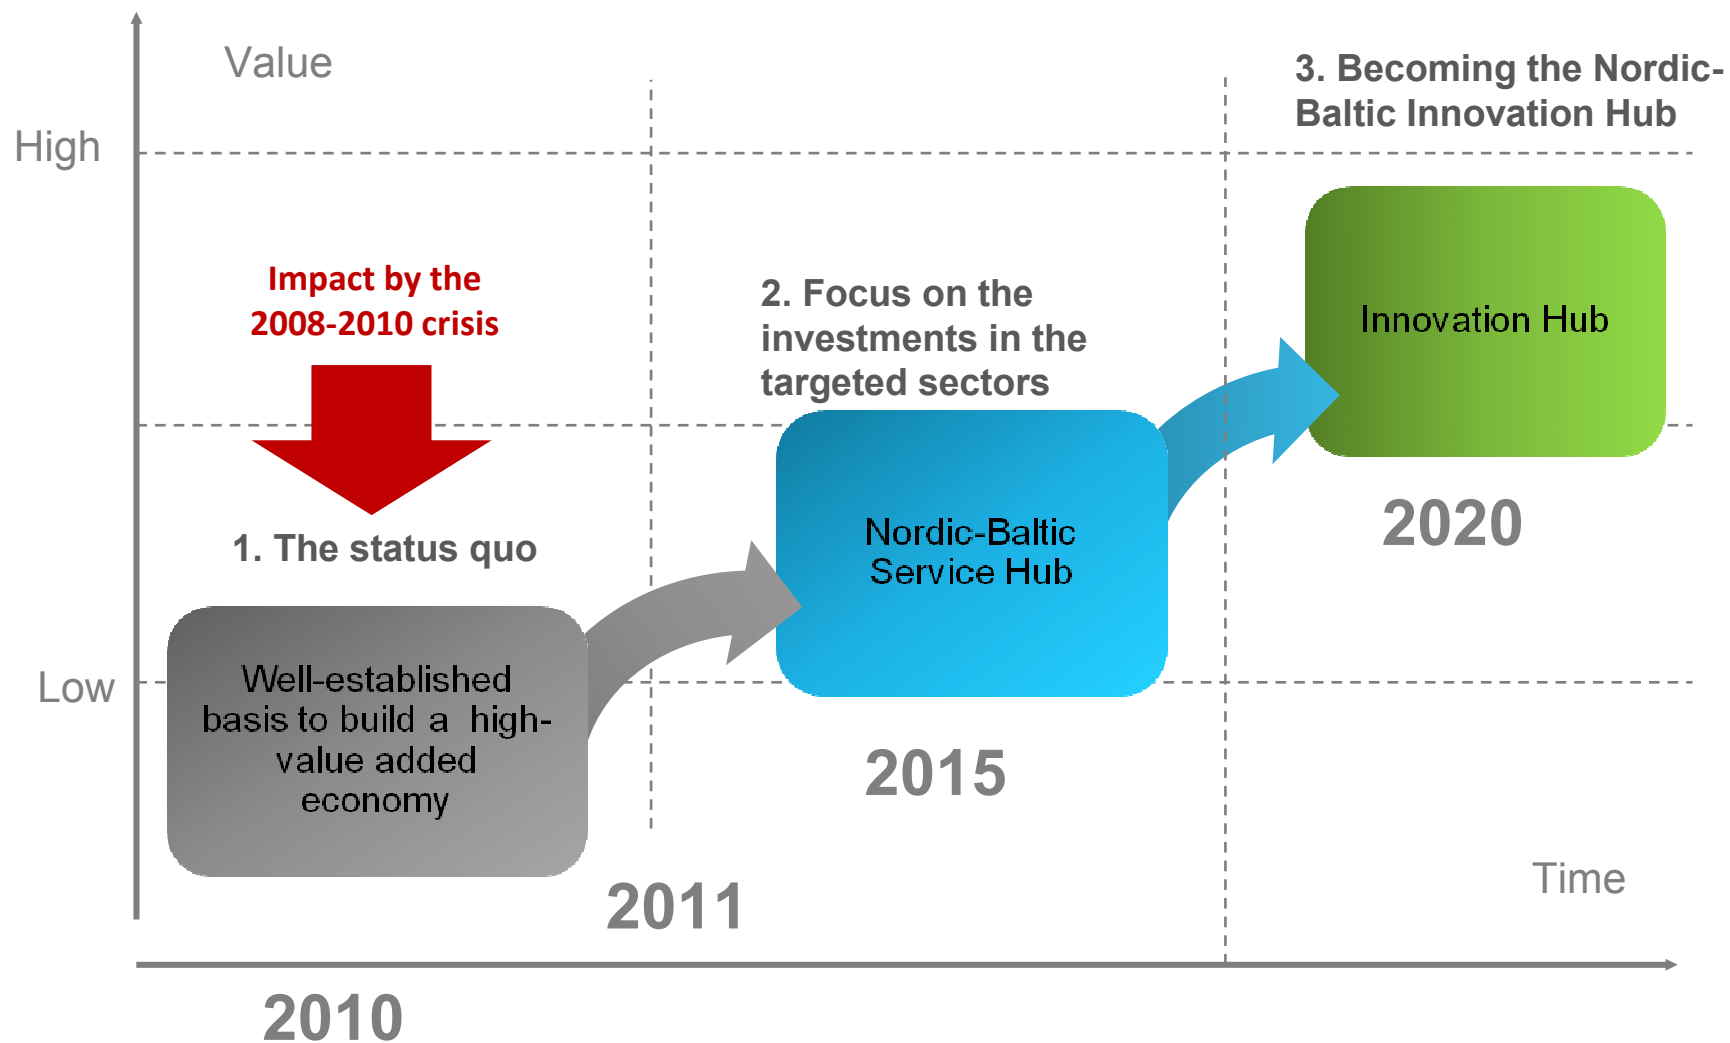 Value
3. Becoming the Nordic-
Baltic Innovation Hub
High
Impact by the
2008-2010 crisis
2. Focus on the
investments in the
targeted sectors
Innovation Hub
2020
1. The status quo
Nordic-Baltic
Service Hub
Low
Well-established
basis to build a  high-
value added
economy
2015
Time
2011
2010